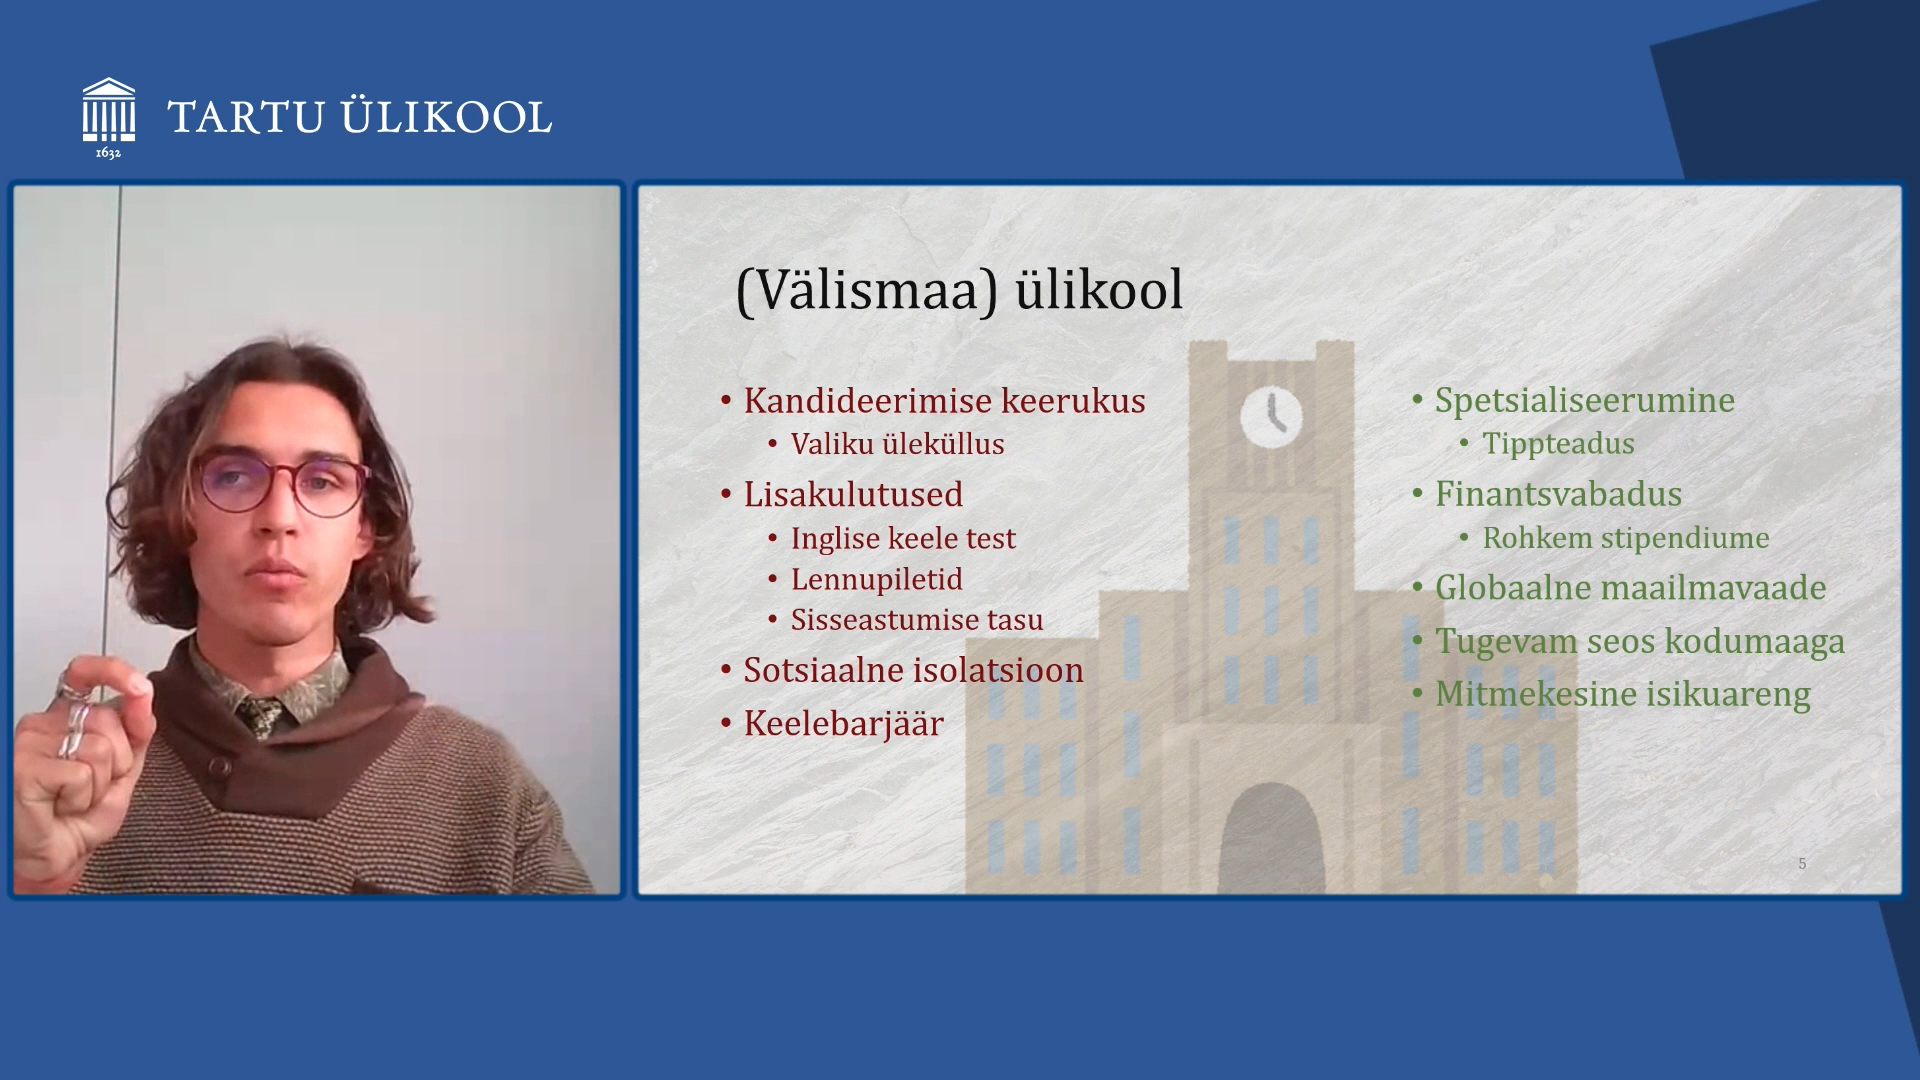 TARTU ÜLIKOOL
1632
(Välismaa) ülikool
• Kandideerimise keerukus
• Valiku üleküllus
• Lisakulutused
• Inglise keele test
• Lennupiletid
• Sisseastumise tasu
• Sotsiaalne isolatsioon
• Keelebarjäär
• Spetsialiseerumine
• Tippteadus
• Finantsvabadus
• Rohkem stipendiume
• Globaalne maailmavaade
• Tugevam seos kodumaaga
• Mitmekesine isikuareng
5